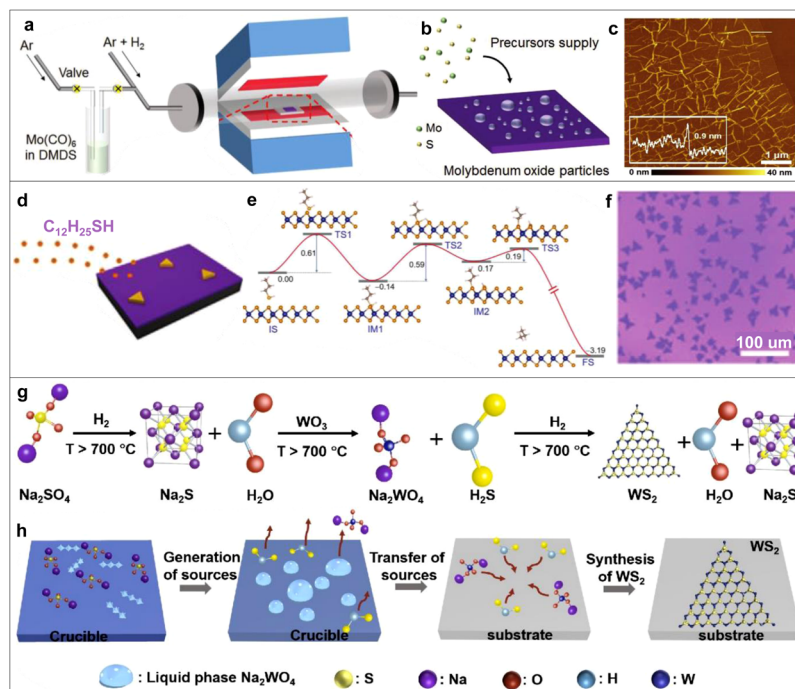 a
Ar
Ar + H₂
Valve
Mo(CO)₆
in DMDS
b
Precursors supply
Mo
S
Molybdenum oxide particles
c
0.9 nm
1 μm
0 nm
40 nm
d
C₁₂H₂₅SH
e
TS1
TS2
TS3
0.61
0.59
0.19
0.00
-0.14
0.17
IS
IM1
IM2
-3.19
FS
f
100 um
g
H₂
T > 700 °C
+
WO₃
T > 700 °C
+
H₂
T > 700 °C
+
+
Na₂SO₄
Na₂S
H₂O
Na₂WO₄
H₂S
WS₂
H₂O
Na₂S
h
Generation
of sources
Transfer of
sources
Synthesis
of WS₂
WS₂
Crucible
Crucible
substrate
substrate
: Liquid phase Na₂WO₄
: S
: Na
: O
: H
: W